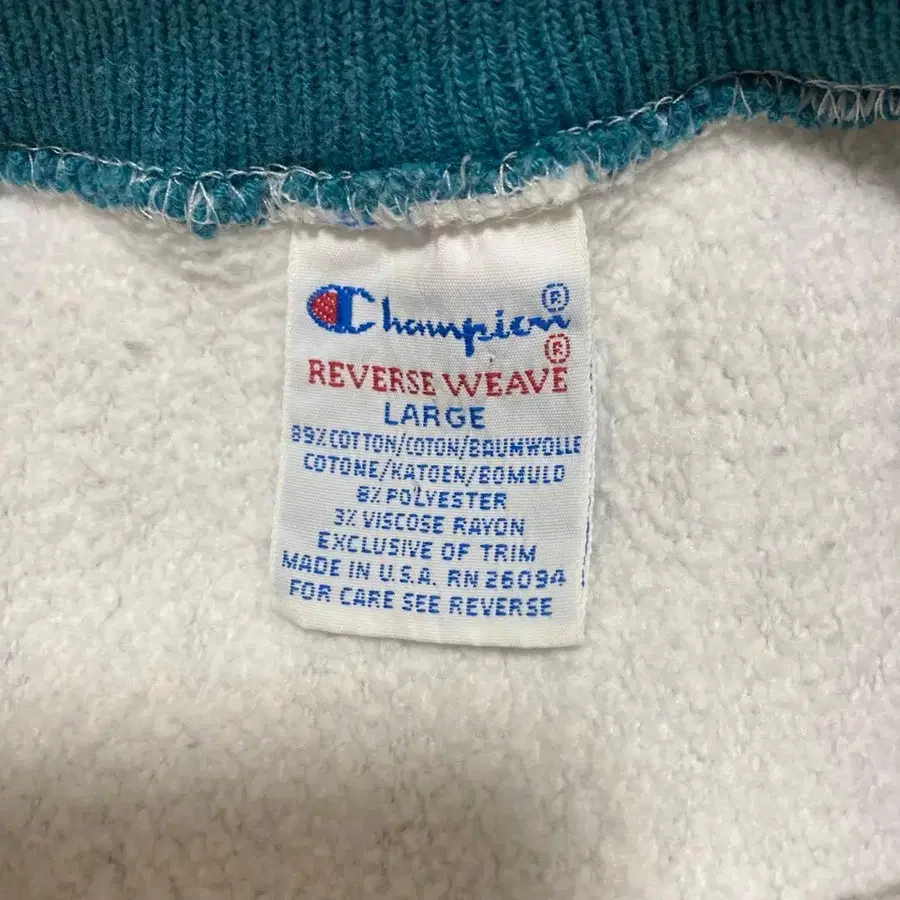 Champion®
REVERSE WEAVE®
LARGE
89% COTTON/COTON/BAUMWOLLE
COTONE/KATOEN/BOMULD
8% POLYESTER
3% VISCOSE RAYON
EXCLUSIVE OF TRIM
MADE IN U.S.A. RN 26094
FOR CARE SEE REVERSE